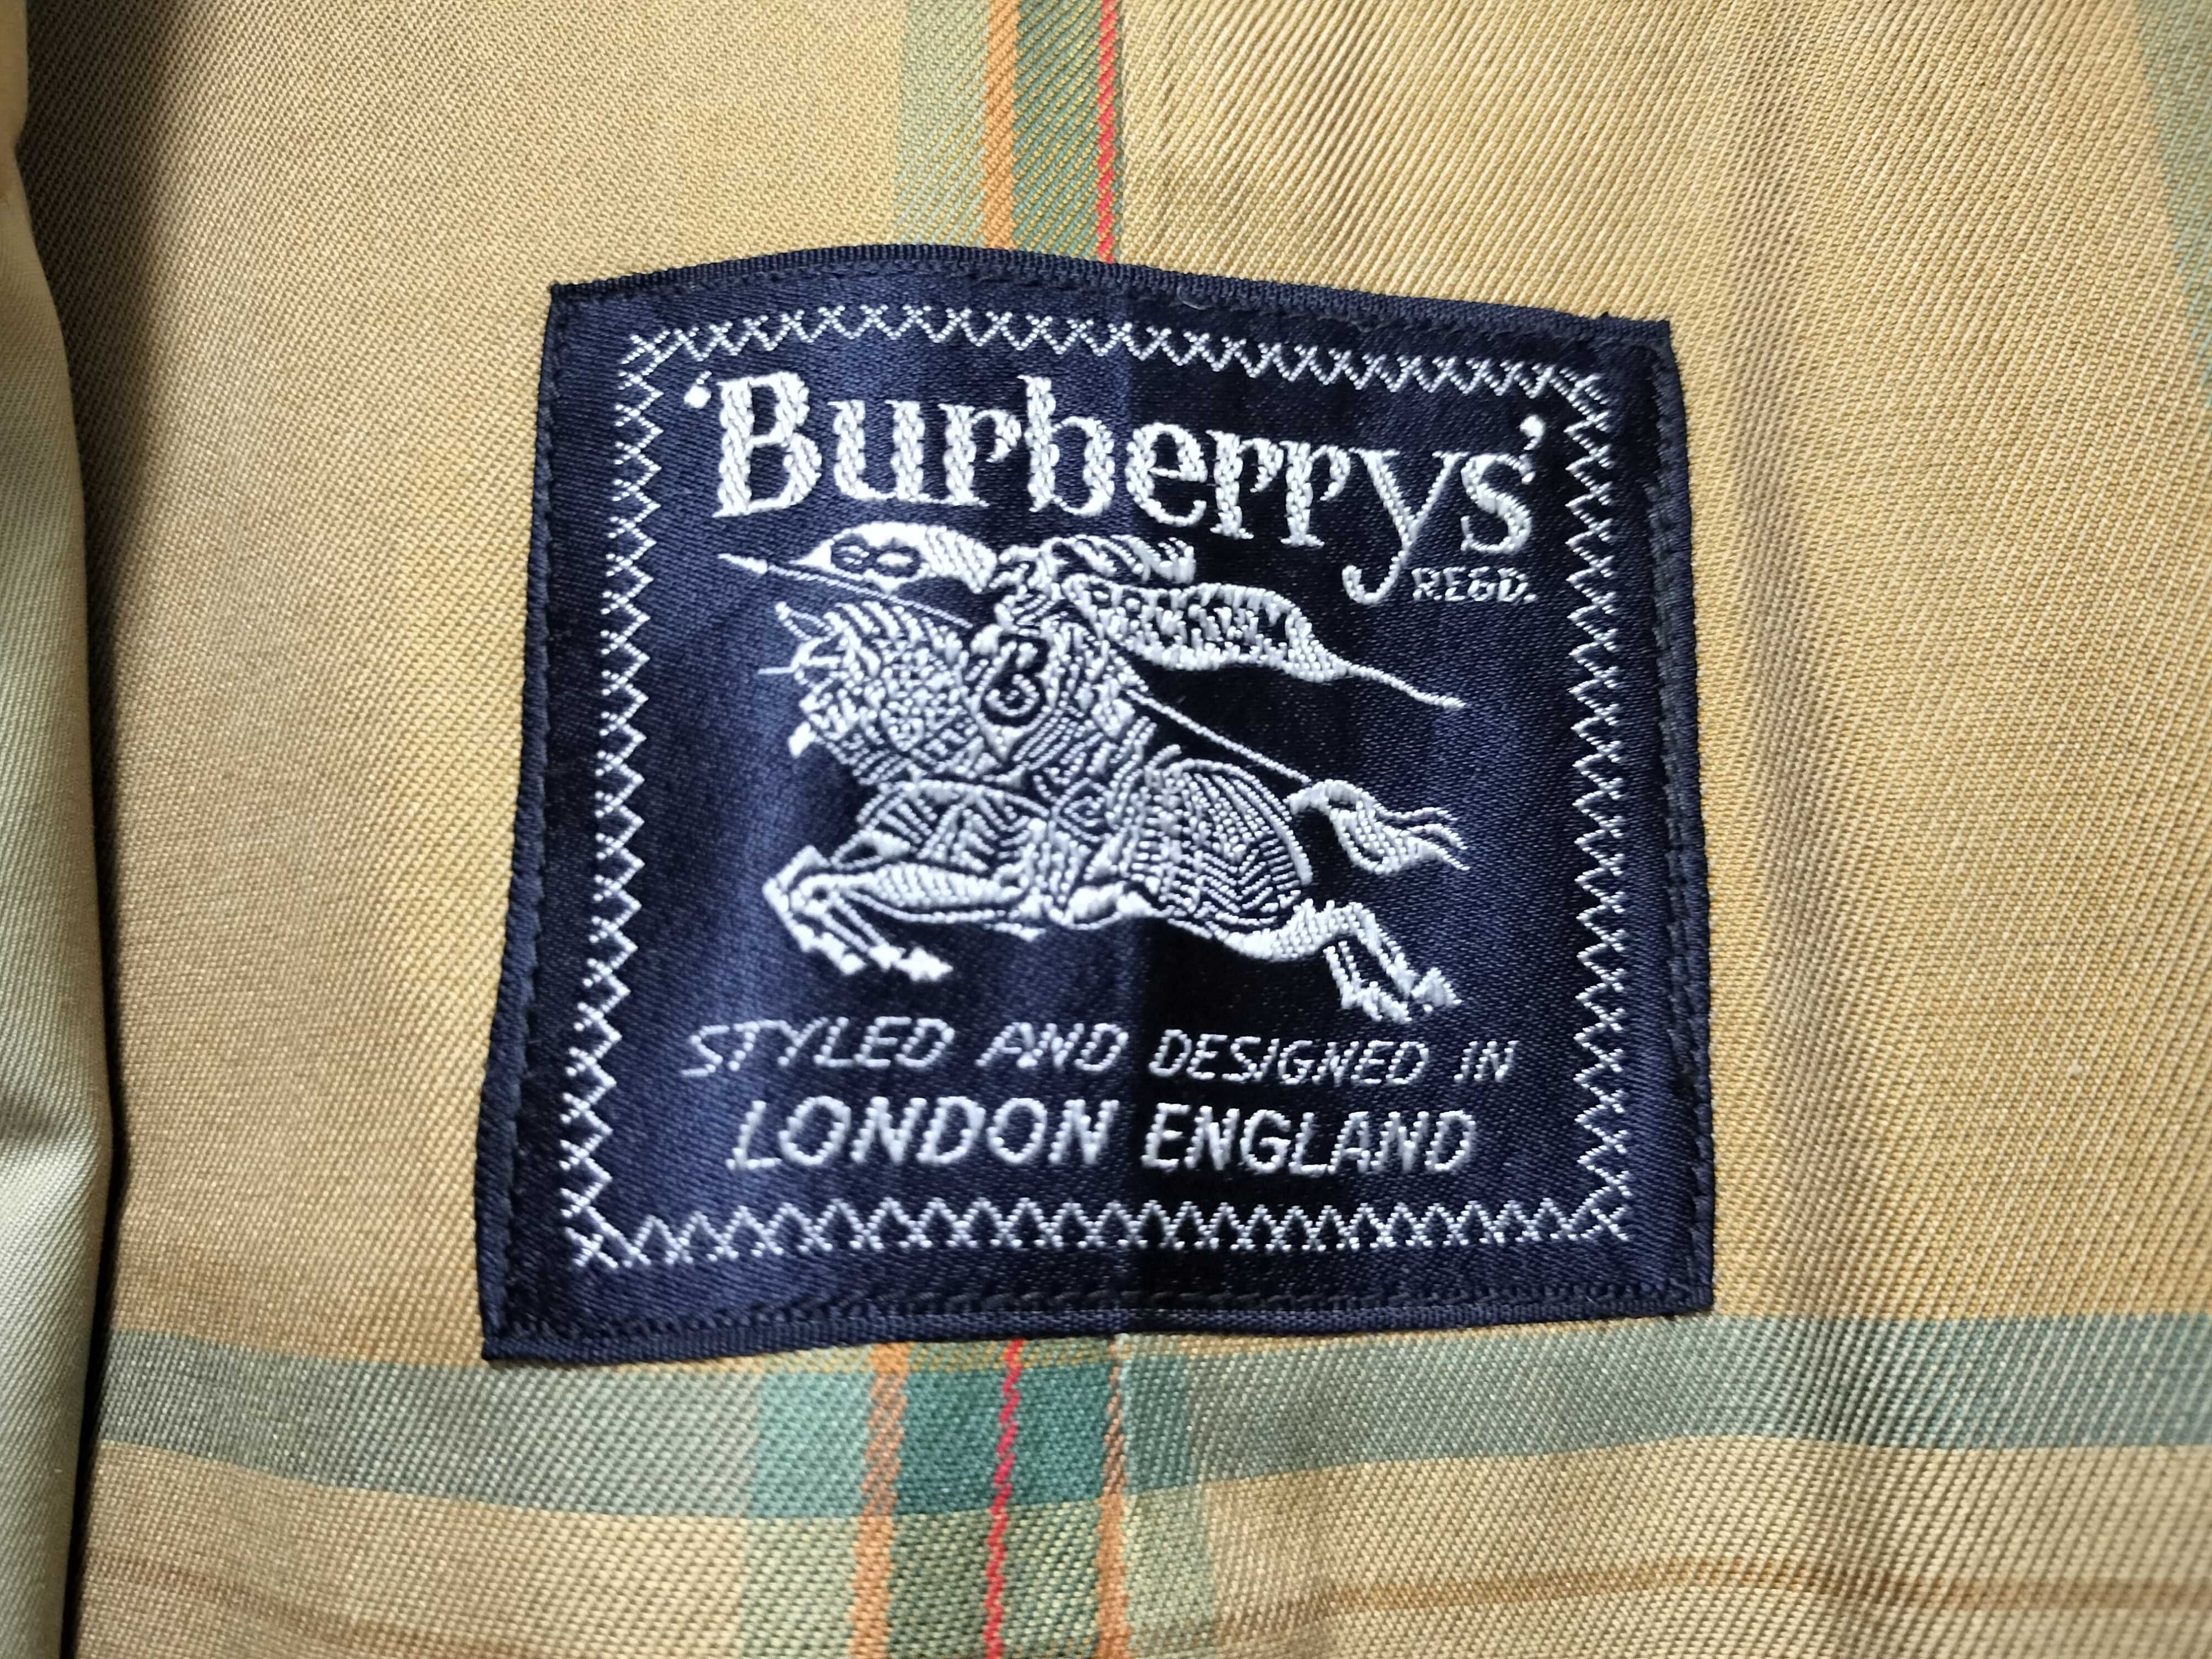 'Burberrys'
REGD.
STYLED AND DESIGNED IN
LONDON ENGLAND